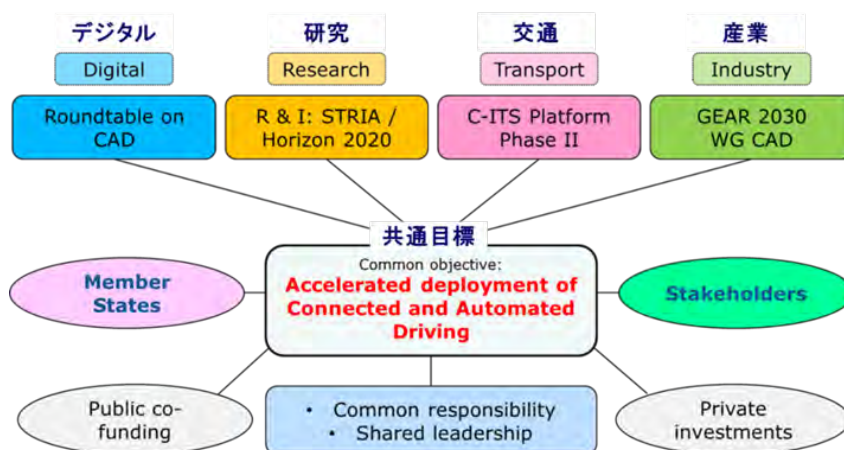 デジタル
研究
交通
産業
Digital
Research
Transport
Industry
Roundtable on
CAD
R & I: STRIA /
Horizon 2020
C-ITS Platform
Phase II
GEAR 2030
WG CAD
共通目標
Common objective:
Accelerated deployment of
Connected and Automated
Driving
Member
States
Stakeholders
Public co-
funding
• Common responsibility
• Shared leadership
Private
investments